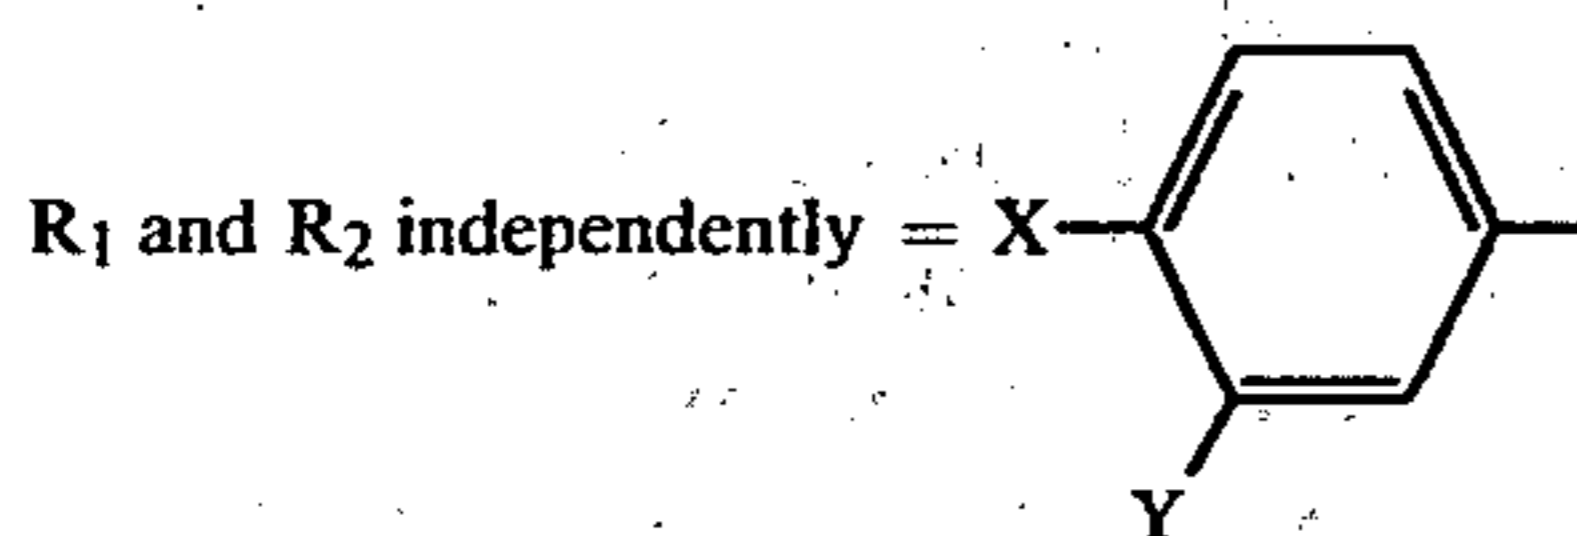 R₁ and R₂ independently = X
Y